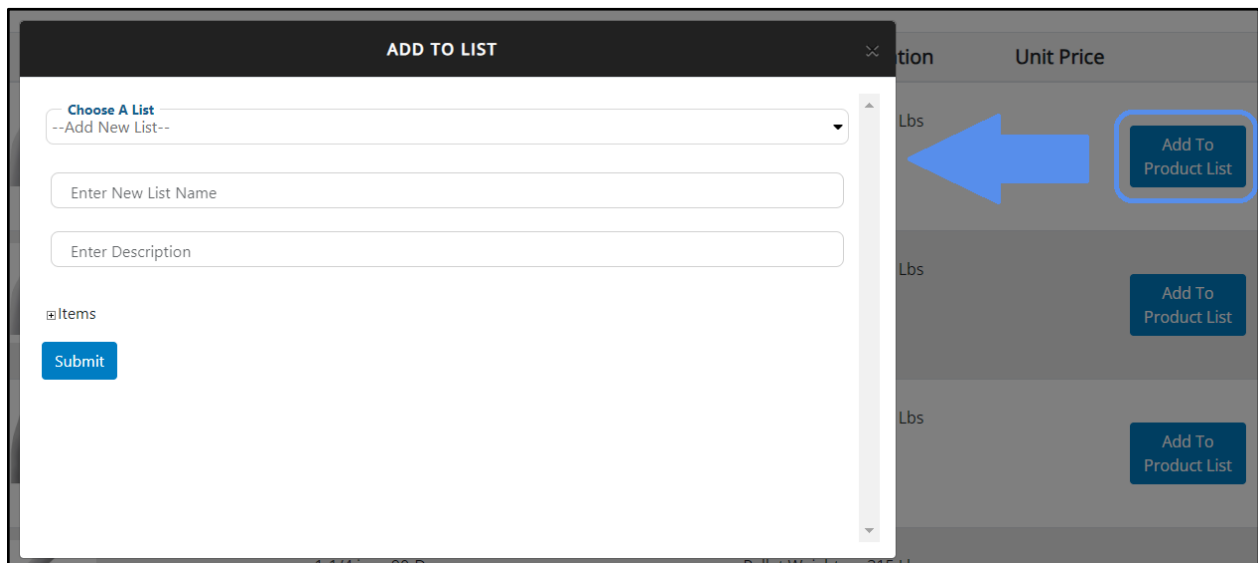 ADD TO LIST
tion
Unit Price
Choose A List
--Add New List--
Lbs
Add To
Product List
Enter New List Name
Enter Description
Lbs
Add To
Product List
Items
Submit
Lbs
Add To
Product List